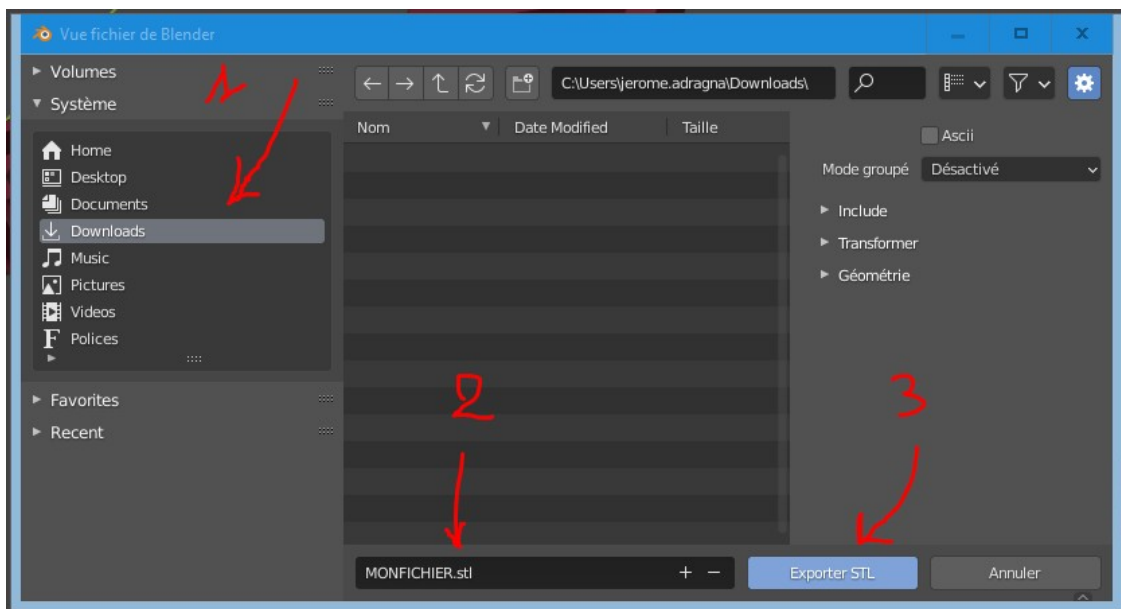 Vue fichier de Blender
Volumes
1
Système
C:\Users\jerome.adragna\Downloads\
Nom Date Modified Taille
Ascii
Mode groupé Désactivé
Include
Transformer
Géométrie
Home
Desktop
Documents
Downloads
Music
Pictures
Videos
F Polices
Favorites
Recent
2
3
MONFICHIER.stl + -
Exporter STL
Annuler